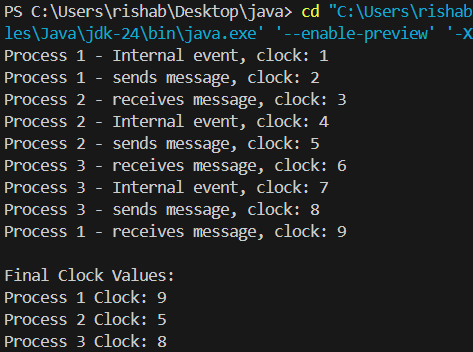 PS C:\Users\rishab\Desktop\java> cd "C:\Users\rishab
les\Java\jdk-24\bin\java.exe' '--enable-preview' '-X
Process 1 - Internal event, clock: 1
Process 1 - sends message, clock: 2
Process 2 - receives message, clock: 3
Process 2 - Internal event, clock: 4
Process 2 - sends message, clock: 5
Process 3 - receives message, clock: 6
Process 3 - Internal event, clock: 7
Process 3 - sends message, clock: 8
Process 1 - receives message, clock: 9
Final Clock Values:
Process 1 Clock: 9
Process 2 Clock: 5
Process 3 Clock: 8